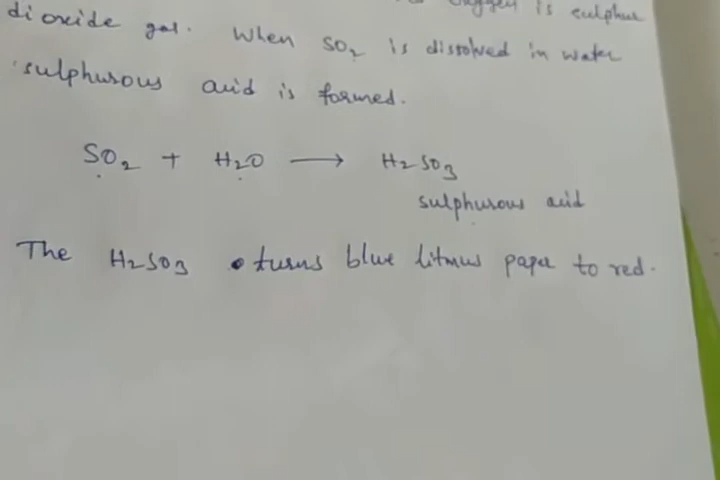 oxygen is sulphur
dioxide gas. When SO₂ is dissolved in water
sulphurous acid is formed.
SO₂ + H₂O ⟶ H₂SO₃
sulphurous acid
The H₂SO₃ turns blue litmus paper to red.